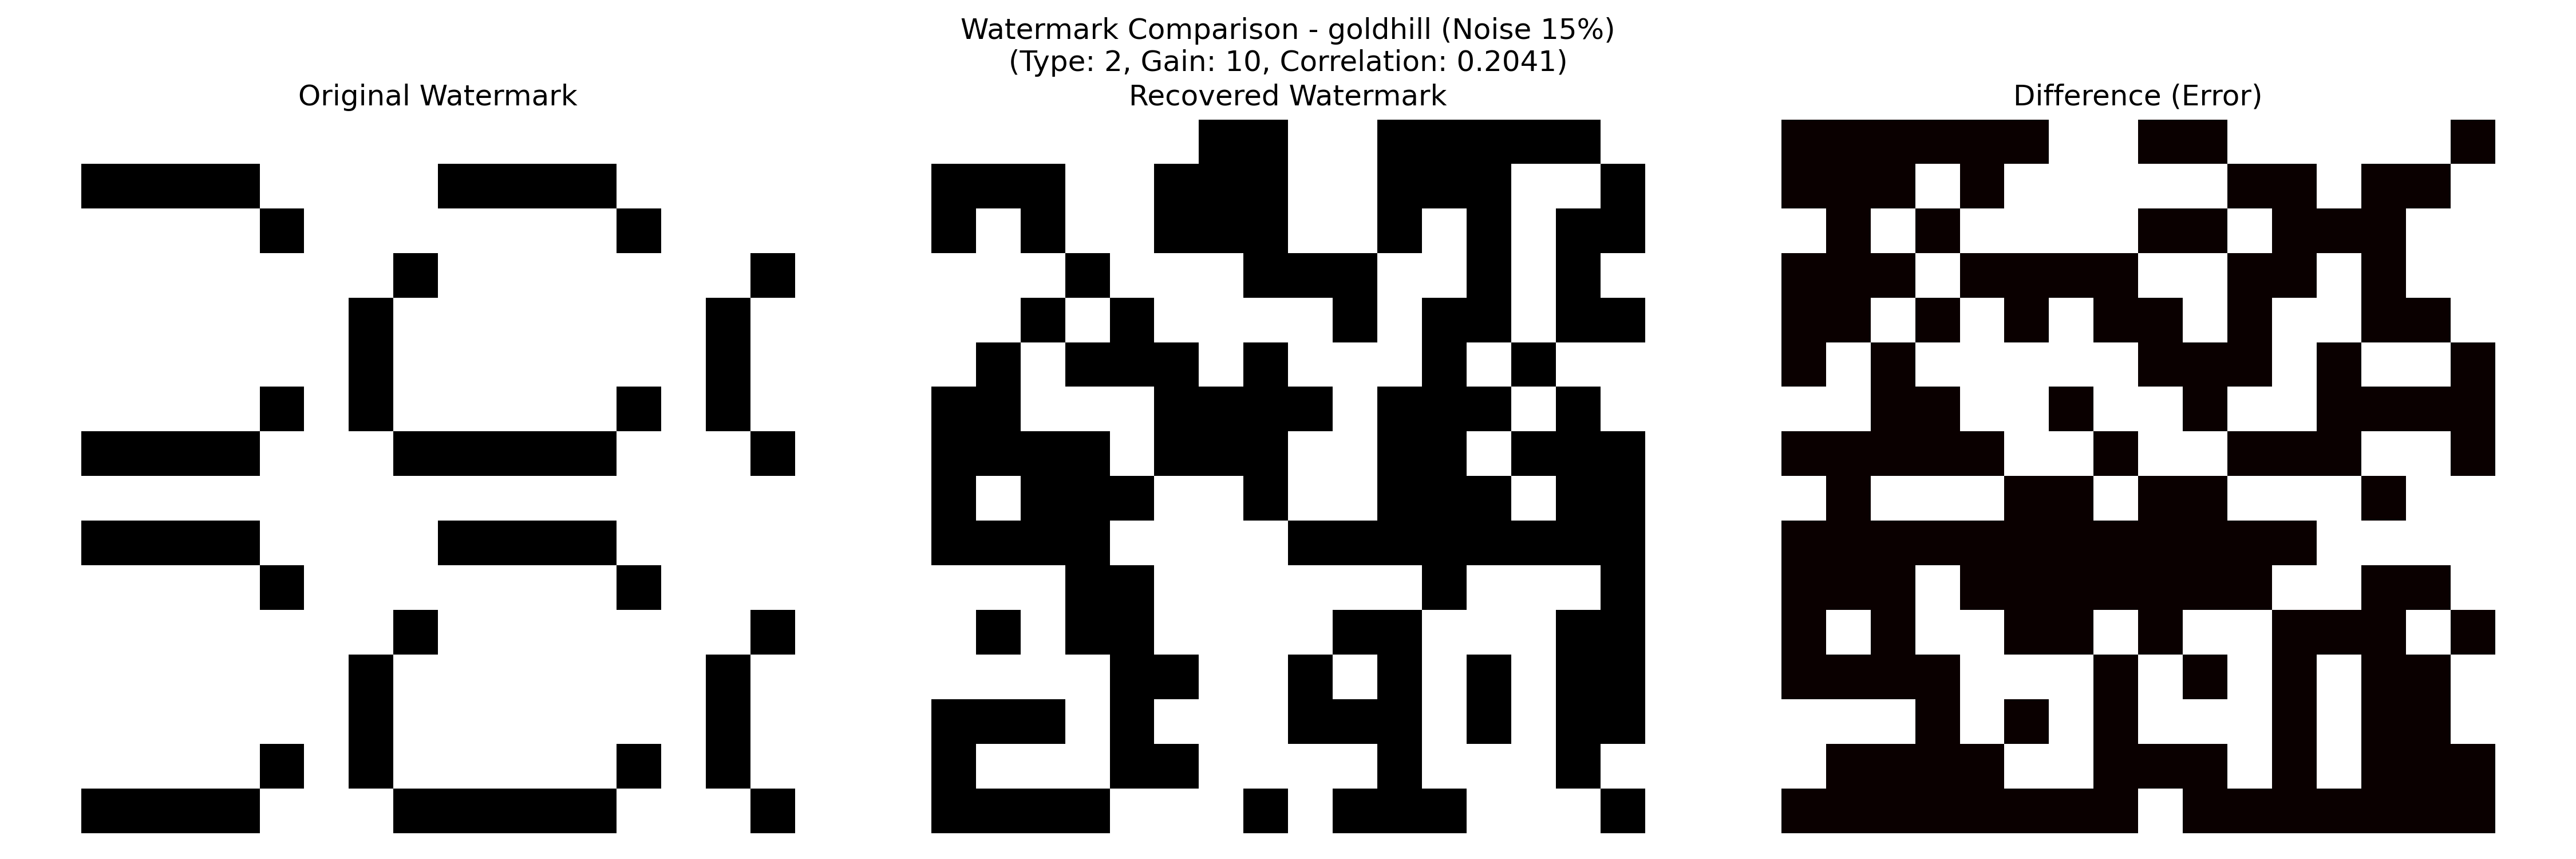 Watermark Comparison - goldhill (Noise 15%)
(Type: 2, Gain: 10, Correlation: 0.2041)
Original Watermark
Recovered Watermark
Difference (Error)